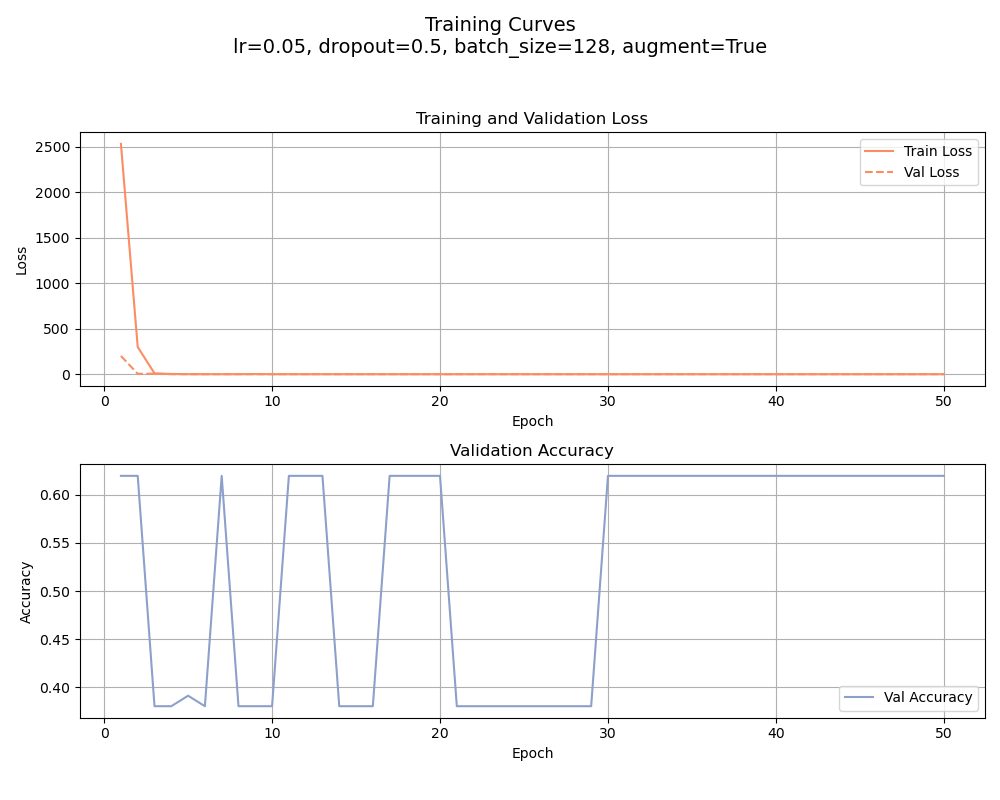 Training Curves
lr=0.05, dropout=0.5, batch_size=128, augment=True
Training and Validation Loss
Train Loss
Val Loss
2500
2000
1500
1000
500
0
Loss
0 10 20 30 40 50
Epoch
Validation Accuracy
0.60
0.55
0.50
0.45
0.40
Accuracy
Val Accuracy
0 10 20 30 40 50
Epoch